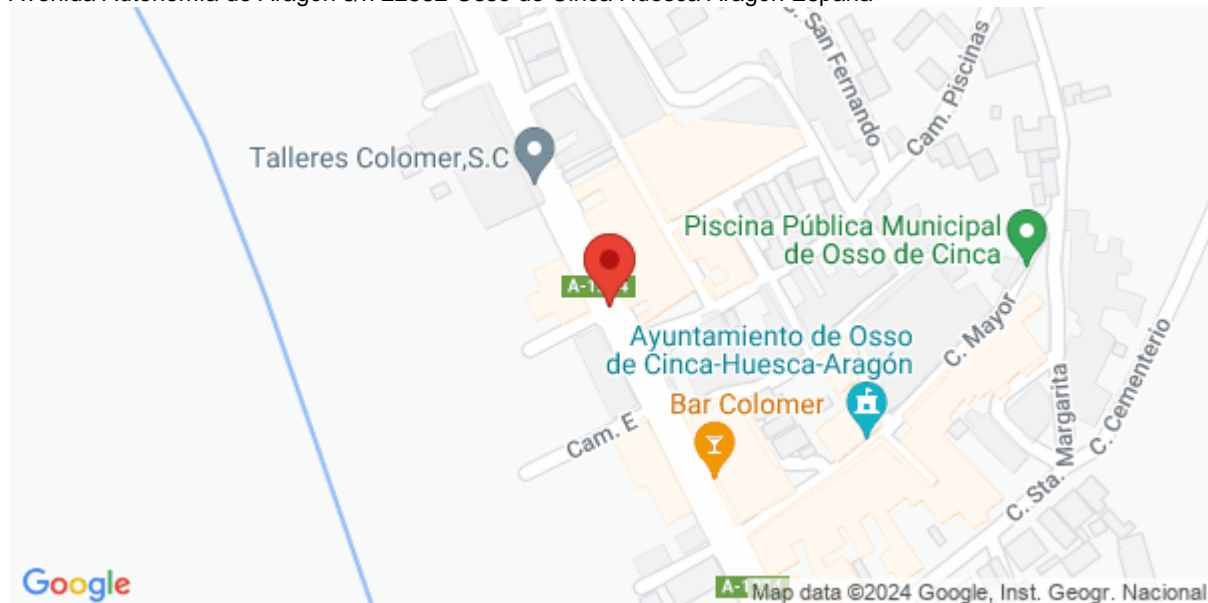 C. San Fernando
Cam. Piscinas
Talleres Colomer,S.C
Piscina Pública Municipal
de Osso de Cinca
C. Mayor
Ayuntamiento de Osso
de Cinca-Huesca-Aragón
Bar Colomer
Cam. E
C. Sta. Margarita
C. Cementerio
Google
Map data ©2024 Google, Inst. Geogr. Nacional